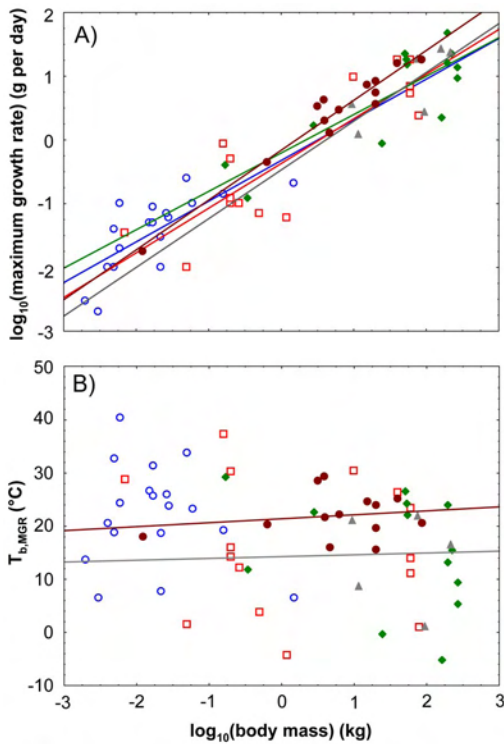 A)
log10(maximum growth rate) (g per day)
2
1
0
-1
-2
-3
B)
Tb,MGR (°C)
50
40
30
20
10
0
-10
-3 -2 -1 0 1 2 3
log10(body mass) (kg)